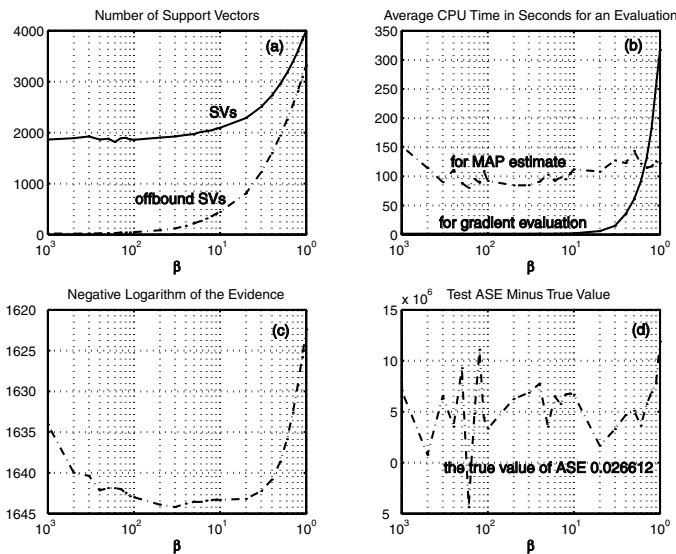 Number of Support Vectors
(a)
4000
3000
2000
1000
0
SVs
offbound SVs
10³ 10² 10¹ 10⁰
β
Average CPU Time in Seconds for an Evaluation
(b)
350
300
250
200
150
100
50
0
for MAP estimate
for gradient evaluation
10³ 10² 10¹ 10⁰
β
Negative Logarithm of the Evidence
(c)
1620
1625
1630
1635
1640
1645
10³ 10² 10¹ 10⁰
β
Test ASE Minus True Value
x 10⁶
(d)
15
10
5
0
5
the true value of ASE 0.026612
10³ 10² 10¹ 10⁰
β